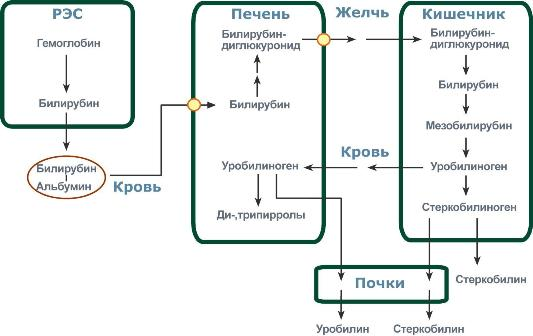 РЭС
Гемоглобин
Билирубин
Билирубин
Альбумин
Кровь
Печень
Билирубин-
диглюкуронид
Билирубин
Уробилиноген
Ди-,трипирролы
Желчь
Кровь
Кишечник
Билирубин-
диглюкуронид
Билирубин
Мезобилирубин
Уробилиноген
Стеркобилиноген
Стеркобилин
Почки
Уробилин
Стеркобилин